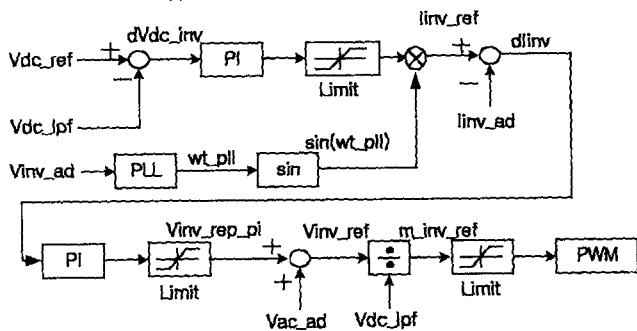 Iinv_ref
dVdc_inv
dIinv
Vdc_ref
PI
Limit
Vdc_lpf
Iinv_ad
sin(wt_pll)
Vinv_ad
PLL
wt_pll
sin
Vinv_rep_pi
Vinv_ref
m_inv_ref
PI
PWM
Limit
Limit
Vac_ad
Vdc_lpf